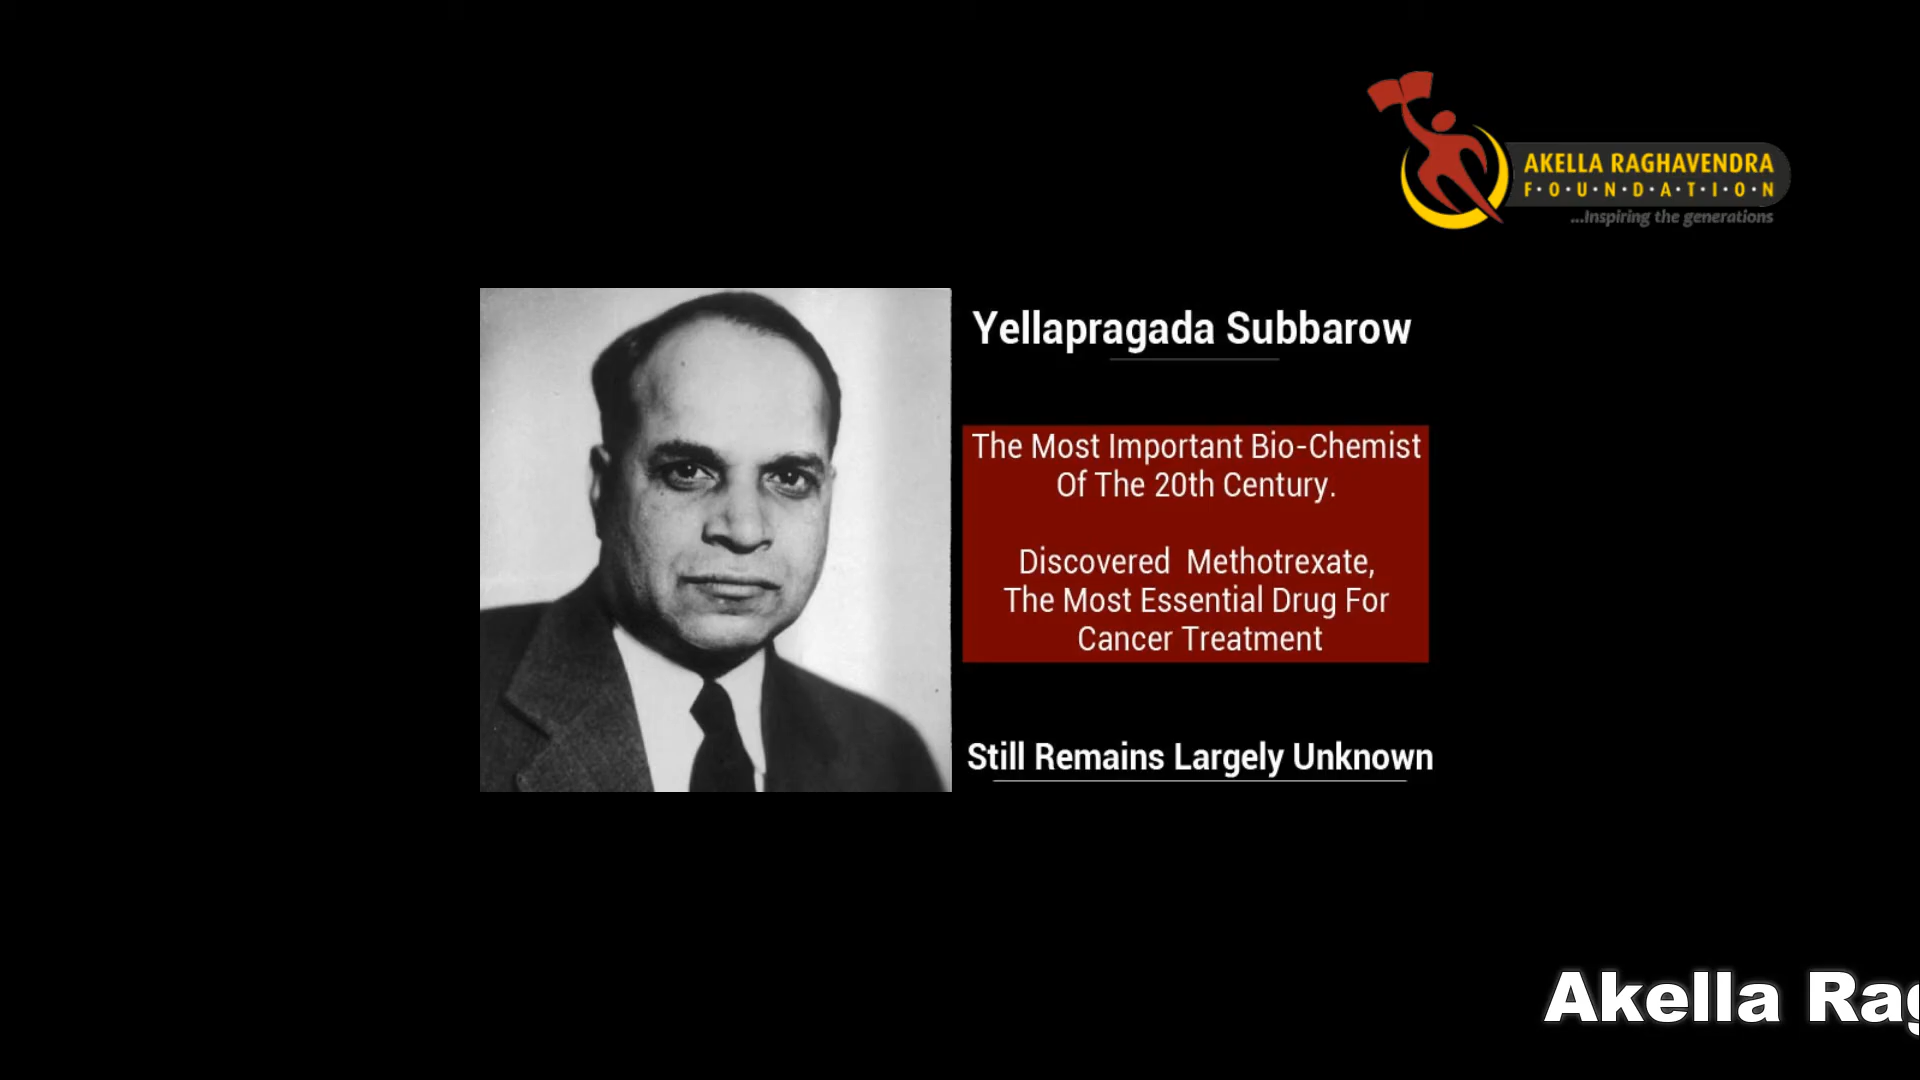 AKELLA RAGHAVENDRA
F·O·U·N·D·A·T·I·O·N
...Inspiring the generations
Yellapragada Subbarow
The Most Important Bio-Chemist
Of The 20th Century.
Discovered Methotrexate,
The Most Essential Drug For
Cancer Treatment
Still Remains Largely Unknown
Akella Rag